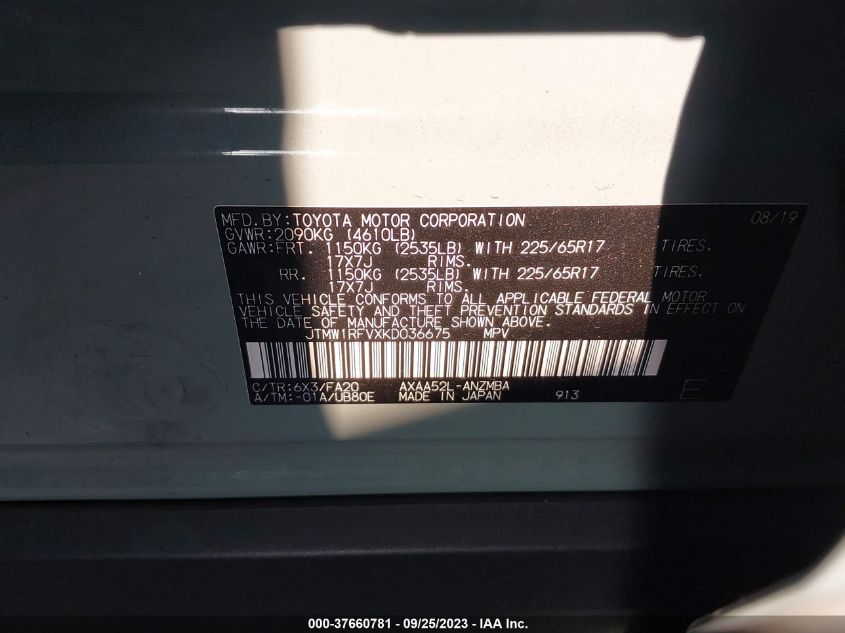 MFD.BY:TOYOTA MOTOR CORPORATION 08/19
GVWR:2090KG (4610LB)
GAWR:FRT. 1150KG (2535LB) WITH 225/65R17 TIRES.
17X7J RIMS.
RR. 1150KG (2535LB) WITH 225/65R17 TIRES.
17X7J RIMS.
THIS VEHICLE CONFORMS TO ALL APPLICABLE FEDERAL MOTOR
VEHICLE SAFETY AND THEFT PREVENTION STANDARDS IN EFFECT ON
THE DATE OF MANUFACTURE SHOWN ABOVE.
JTMW1RFVXKD036675 MPV
C/TR:6X3/FA20 AXAA52L-ANZMBA
A/TM:-01A/UB80E MADE IN JAPAN 913 E
000-37660781 - 09/25/2023 - IAA Inc.